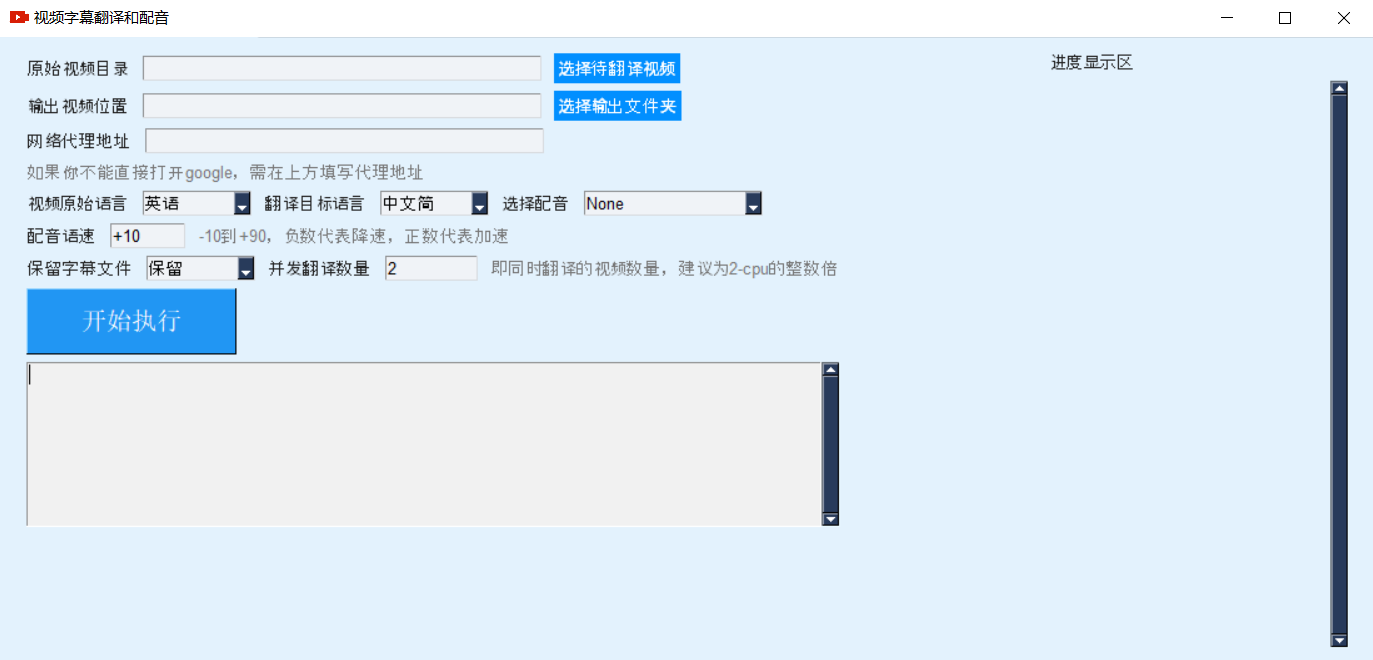 视频字幕翻译和配音
进度显示区
原始视频目录 选择待翻译视频
输出视频位置 选择输出文件夹
网络代理地址
如果你不能直接打开google，需在上方填写代理地址
视频原始语言 英语 翻译目标语言 中文简 选择配音 None
配音语速 +10 -10到+90，负数代表降速，正数代表加速
保留字幕文件 保留 并发翻译数量 2 即同时翻译的视频数量，建议为2-cpu的整数倍
开始执行